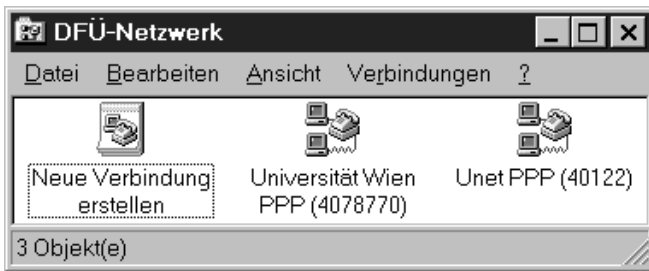 DFÜ-Netzwerk
Datei Bearbeiten Ansicht Verbindungen ?
Neue Verbindung erstellen
Universität Wien PPP (4078770)
Unet PPP (40122)
3 Objekt(e)